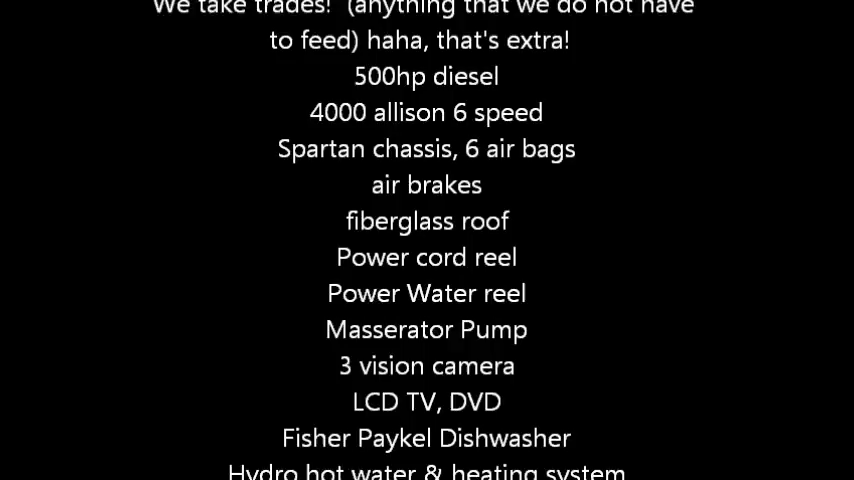 We take trades!  (anything that we do not have
to feed) haha, that's extra!
500hp diesel
4000 allison 6 speed
Spartan chassis, 6 air bags
air brakes
fiberglass roof
Power cord reel
Power Water reel
Masserator Pump
3 vision camera
LCD TV, DVD
Fisher Paykel Dishwasher
Hydro hot water & heating system